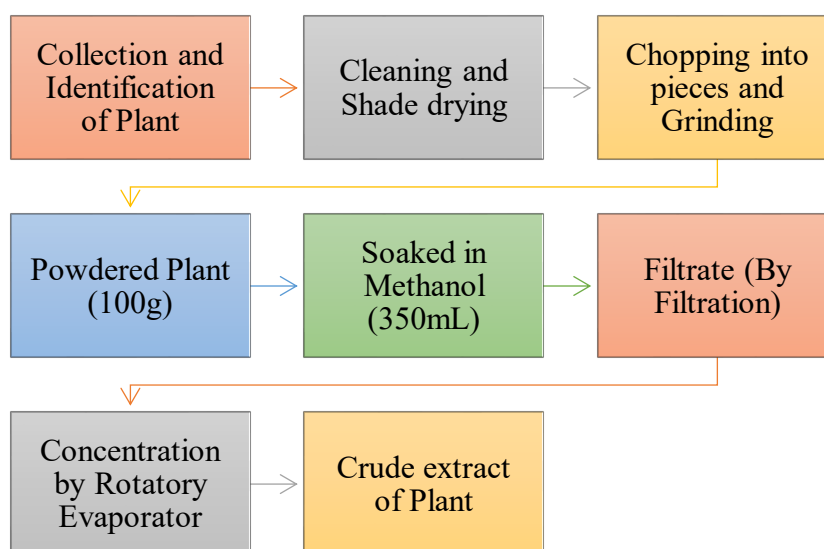 Collection and
Identification
of Plant
Cleaning and
Shade drying
Chopping into
pieces and
Grinding
Powdered Plant
(100g)
Soaked in
Methanol
(350mL)
Filtrate (By
Filtration)
Concentration
by Rotatory
Evaporator
Crude extract
of Plant